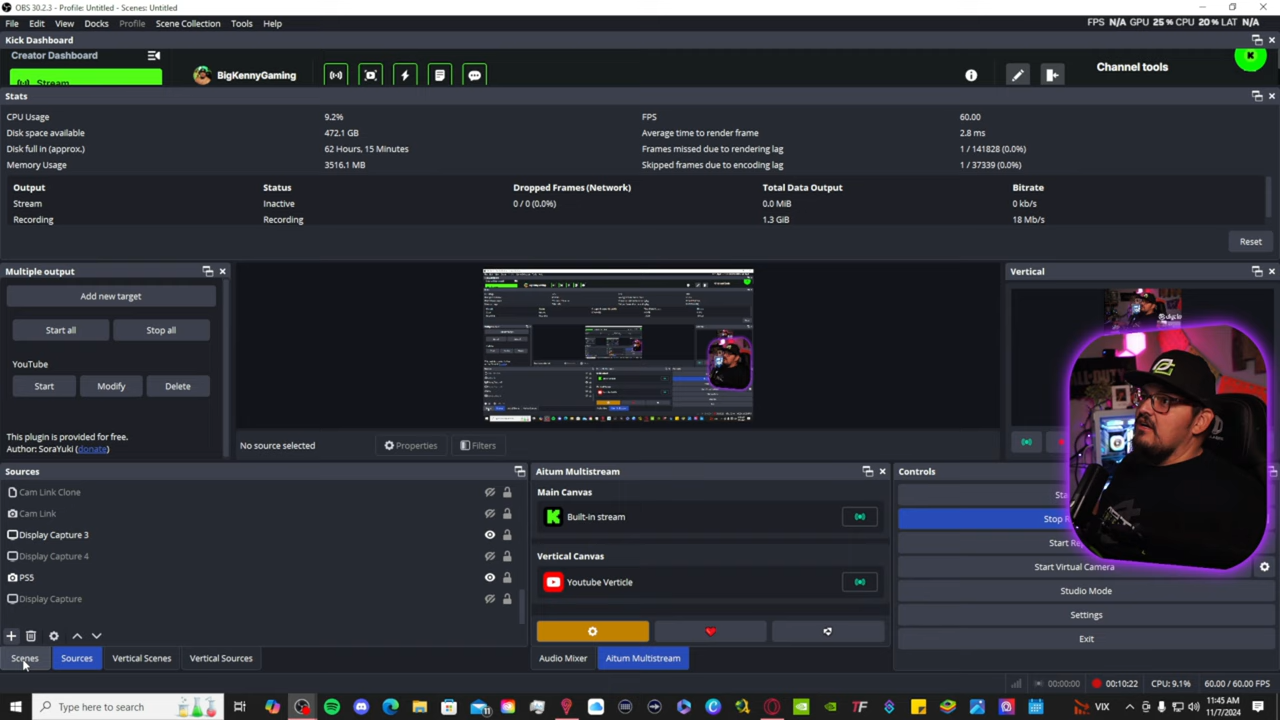 OBS 30.2.3 - Profile: Untitled - Scenes: Untitled
File Edit View Docks Profile Scene Collection Tools Help
FPS N/A GPU 25 % CPU 20 % LAT N/A
Kick Dashboard
Creator Dashboard
BigKennyGaming
Channel tools
Stream
Stats
CPU Usage 9.2% FPS 60.00
Disk space available 472.1 GB Average time to render frame 2.8 ms
Disk full in (approx.) 62 Hours, 15 Minutes Frames missed due to rendering lag 1 / 141828 (0.0%)
Memory Usage 3516.1 MB Skipped frames due to encoding lag 1 / 37339 (0.0%)
Output Status Dropped Frames (Network) Total Data Output Bitrate
Stream Inactive 0 / 0 (0.0%) 0.0 MiB 0 kb/s
Recording Recording 1.3 GiB 18 Mb/s
Reset
Multiple output
Add new target
Start all Stop all
YouTube
Start Modify Delete
This plugin is provided for free.
Author: SoraYuki (donate)
No source selected Properties Filters
Vertical
Sources
Cam Link Clone
Cam Link
Display Capture 3
Display Capture 4
PS5
Display Capture
Scenes Sources Vertical Scenes Vertical Sources
Aitum Multistream
Main Canvas
Built-in stream
Vertical Canvas
Youtube Verticle
Audio Mixer Aitum Multistream
Controls
Stop
Start Virtual Camera
Studio Mode
Settings
Exit
00:00:00 00:10:22 CPU: 9.1% 60.00 / 60.00 FPS
Type here to search
VIX
11:45 AM
11/7/2024